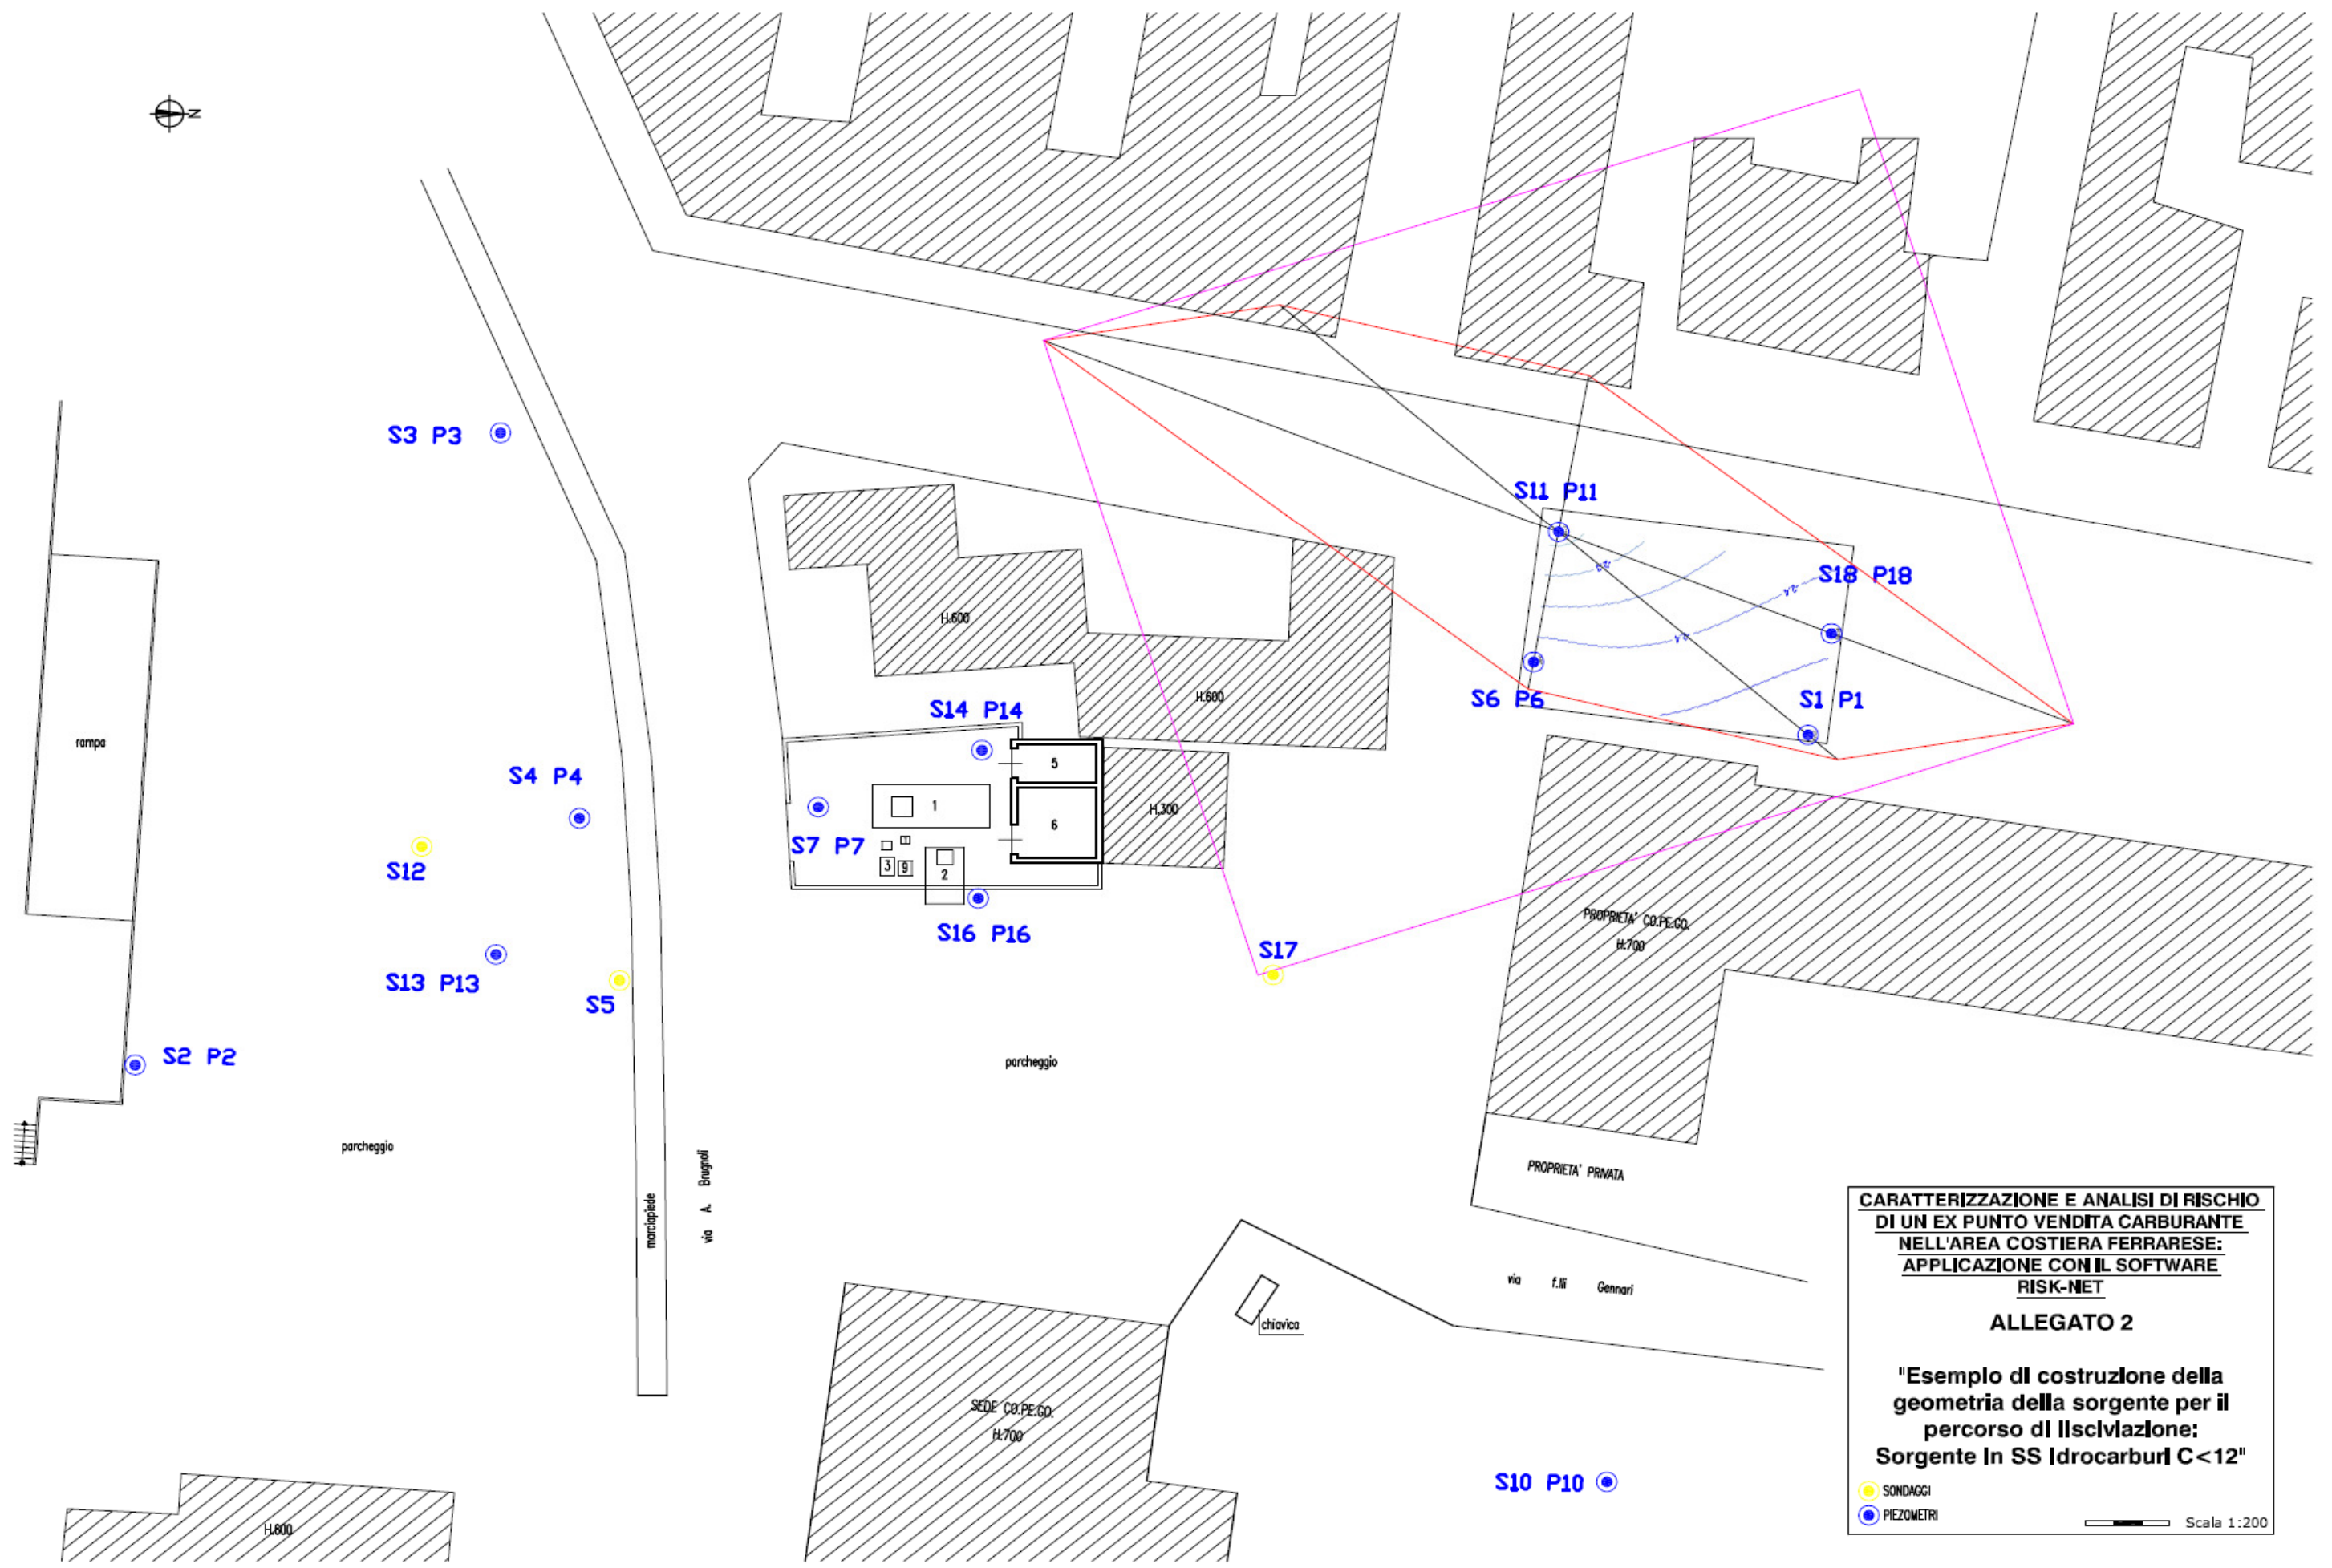 N
S3 P3
S11 P11
S18 P18
H.600
rampa
S6 P6
S1 P1
H.600
S14 P14
S4 P4
5
1
6
H.300
S7 P7
S12
3
9
2
S16 P16
PROPRIETA' CO.PE.GO.
H.700
S17
S13 P13
S5
S2 P2
parcheggio
parcheggio
marciapiede
via A. Brugnoli
PROPRIETA' PRIVATA
via f.lli Gennari
chiavica
SEDE CO.PE.GO.
H.700
S10 P10
H.600
CARATTERIZZAZIONE E ANALISI DI RISCHIO
DI UN EX PUNTO VENDITA CARBURANTE
NELL'AREA COSTIERA FERRARESE:
APPLICAZIONE CON IL SOFTWARE
RISK-NET
ALLEGATO 2
"Esempio di costruzione della
geometria della sorgente per il
percorso di lisciviazione:
Sorgente in SS Idrocarburi C<12"
SONDAGGI
PIEZOMETRI
Scala 1:200